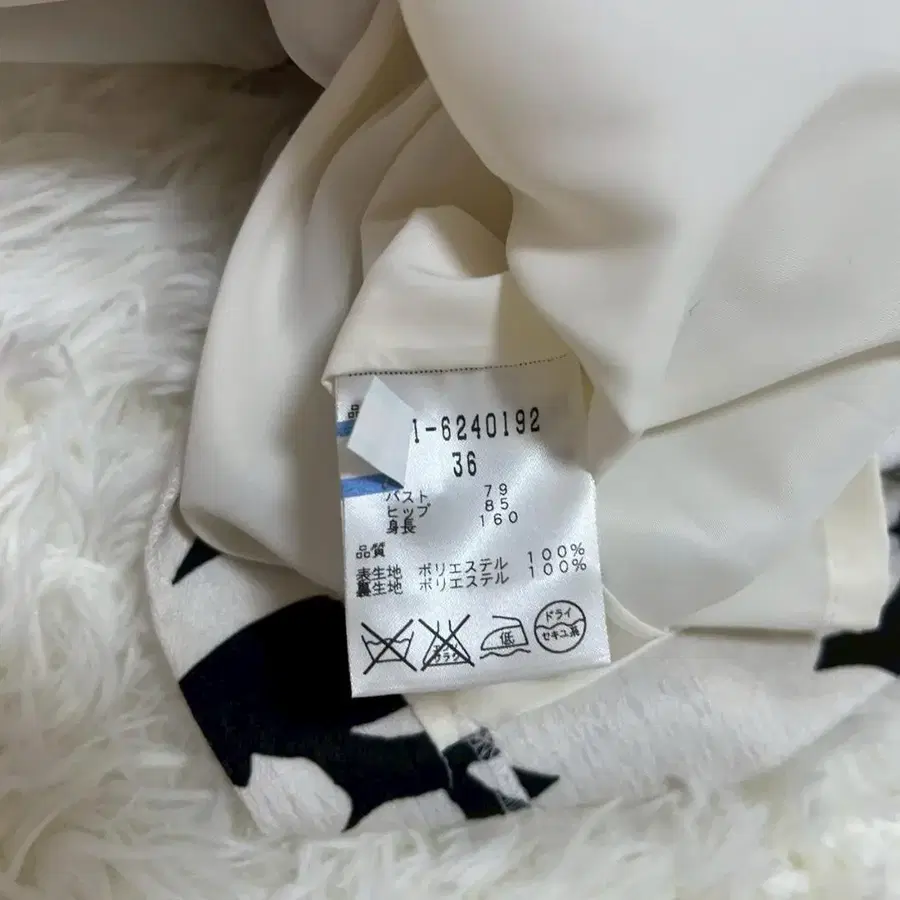 品
1-6240192
36
バスト 79
ヒップ 85
身長 160
品質
表生地 ポリエステル 100%
裏生地 ポリエステル 100%
低
ドライ
セキユ系